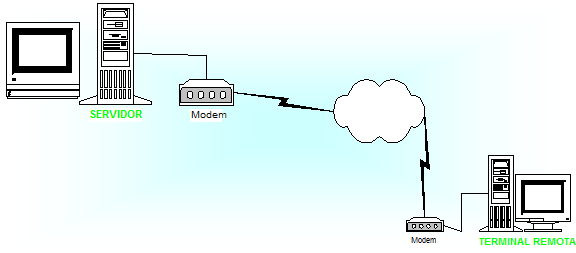 SERVIDOR
Modem
Modem
TERMINAL REMOTA